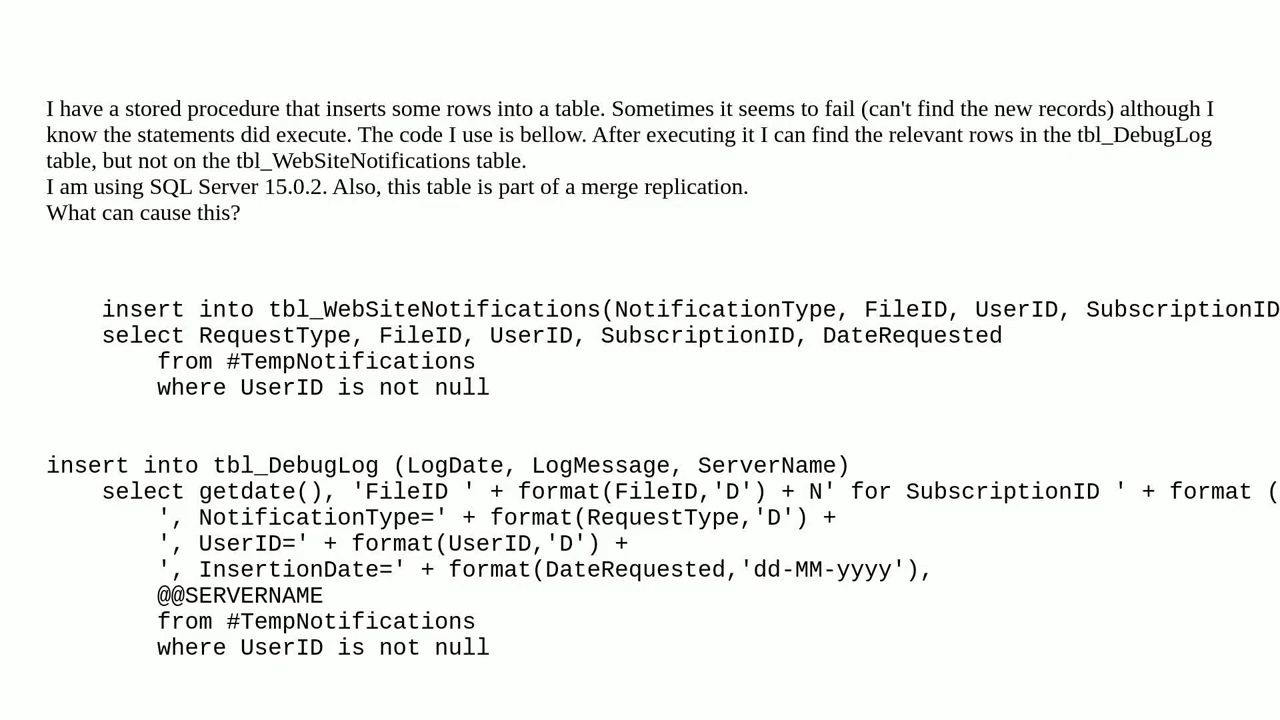 I have a stored procedure that inserts some rows into a table. Sometimes it seems to fail (can't find the new records) although I
know the statements did execute. The code I use is bellow. After executing it I can find the relevant rows in the tbl_DebugLog
table, but not on the tbl_WebSiteNotifications table.
I am using SQL Server 15.0.2. Also, this table is part of a merge replication.
What can cause this?
insert into tbl_WebSiteNotifications(NotificationType, FileID, UserID, SubscriptionID
select RequestType, FileID, UserID, SubscriptionID, DateRequested
from #TempNotifications
where UserID is not null
insert into tbl_DebugLog (LogDate, LogMessage, ServerName)
select getdate(), 'FileID ' + format(FileID,'D') + N' for SubscriptionID ' + format (
', NotificationType=' + format(RequestType,'D') +
', UserID=' + format(UserID,'D') +
', InsertionDate=' + format(DateRequested,'dd-MM-yyyy'),
@@SERVERNAME
from #TempNotifications
where UserID is not null